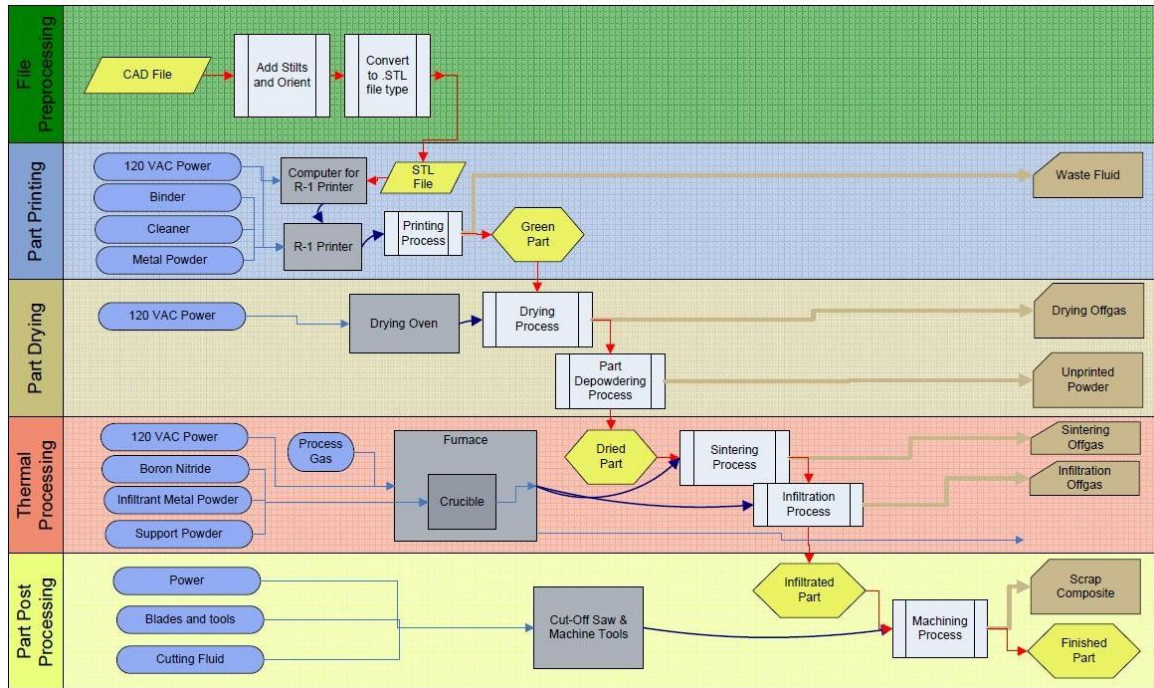 File
Preprocessing
CAD File
Add Stilts
and Orient
Convert
to .STL
file type
Part Printing
120 VAC Power
Binder
Cleaner
Metal Powder
Computer for
R-1 Printer
STL
File
R-1 Printer
Printing
Process
Green
Part
Waste Fluid
Part Drying
120 VAC Power
Drying Oven
Drying
Process
Part
Depowdering
Process
Drying Offgas
Unprinted
Powder
Thermal
Processing
120 VAC Power
Boron Nitride
Infiltrant Metal Powder
Support Powder
Process
Gas
Furnace
Crucible
Dried
Part
Sintering
Process
Infiltration
Process
Sintering
Offgas
Infiltration
Offgas
Part Post
Processing
Power
Blades and tools
Cutting Fluid
Cut-Off Saw &
Machine Tools
Infiltrated
Part
Machining
Process
Scrap
Composite
Finished
Part